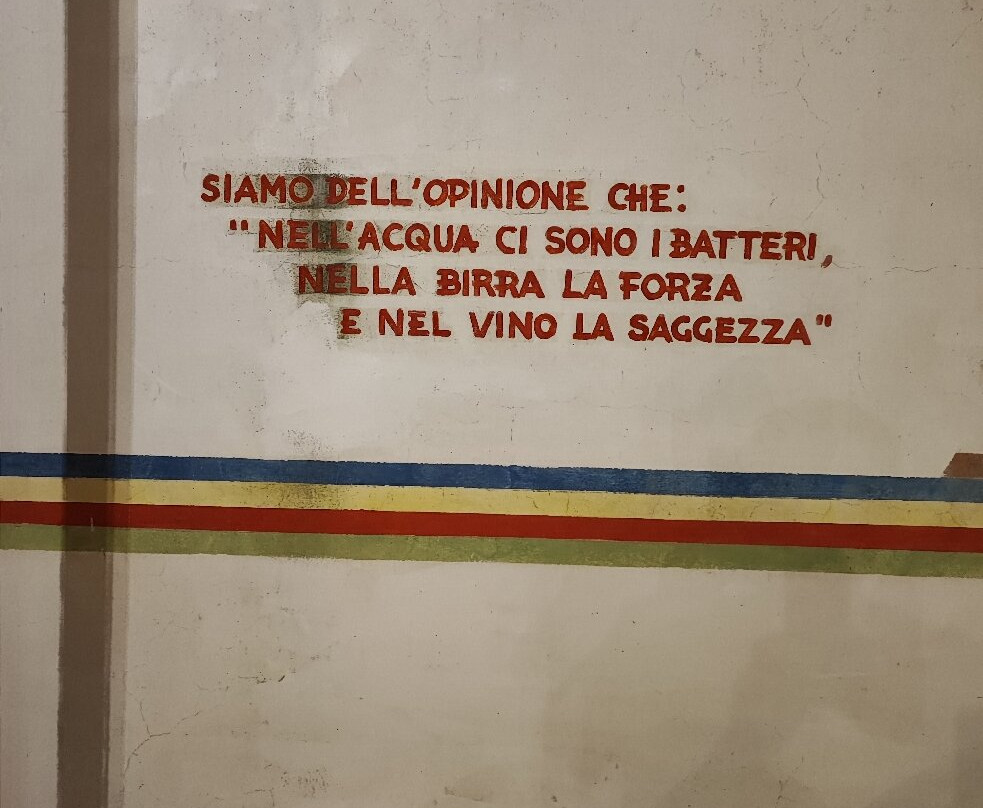 SIAMO DELL'OPINIONE CHE:
"NELL'ACQUA CI SONO I BATTERI,
NELLA BIRRA LA FORZA
E NEL VINO LA SAGGEZZA"